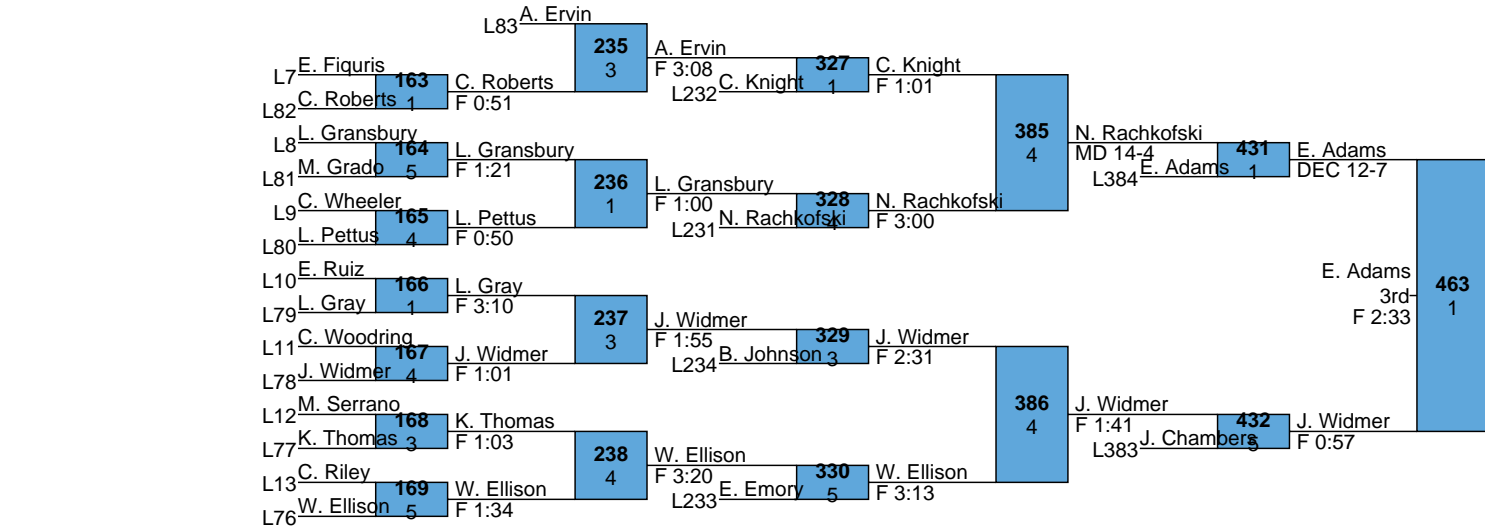 A. Ervin
L83
235
3
A. Ervin
F 3:08
E. Fiquris
L7
163
1
C. Roberts
F 0:51
C. Roberts
L82
C. Knight
L232
327
1
C. Knight
F 1:01
L. Gransbury
L8
164
5
L. Gransbury
F 1:21
M. Grado
L81
236
1
L. Gransbury
F 1:00
C. Wheeler
L9
165
4
L. Pettus
F 0:50
L. Pettus
L80
N. Rachkofski
L231
328
4
N. Rachkofski
F 3:00
385
4
N. Rachkofski
MD 14-4
E. Adams
L384
431
1
E. Adams
DEC 12-7
E. Ruiz
L10
166
1
L. Gray
F 3:10
L. Gray
L79
237
3
J. Widmer
F 1:55
C. Woodring
L11
167
4
J. Widmer
F 1:01
J. Widmer
L78
B. Johnson
L234
329
3
J. Widmer
F 2:31
M. Serrano
L12
168
3
K. Thomas
F 1:03
K. Thomas
L77
238
4
W. Ellison
F 3:20
C. Riley
L13
169
5
W. Ellison
F 1:34
W. Ellison
L76
E. Emory
L233
330
5
W. Ellison
F 3:13
386
4
J. Widmer
F 1:41
J. Chambers
L383
432
5
J. Widmer
F 0:57
E. Adams
3rd
F 2:33
463
1